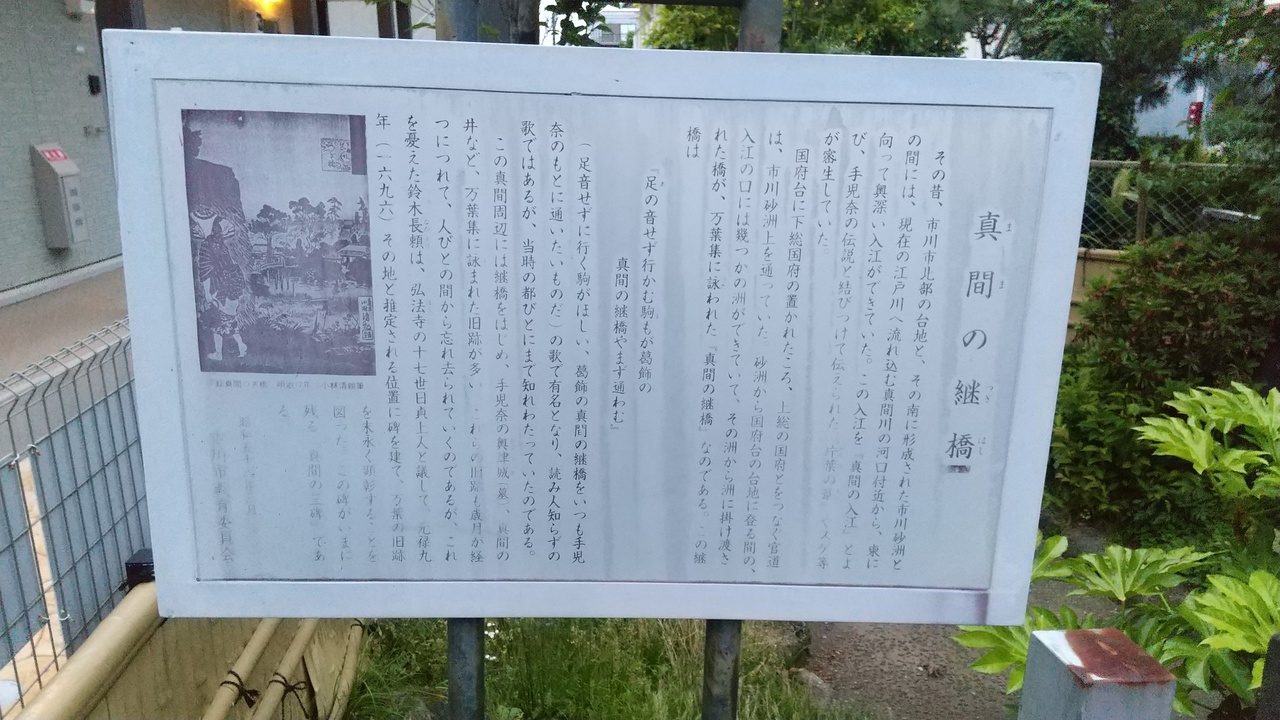 真間の継橋
ま
ま
つぎ
はし
その昔、市川市北部の台地と、その南に形成された市川砂洲と
の間には、現在の江戸川へ流れ込む真間川の河口付近から、東に
向って奥深い入江ができていた。この入江を『真間の入江』とよ
び、手児奈の伝説と結びつけて伝えられた片葉の
が密生していた。
国府台に下総国府の置かれたころ、上総の国府とをつなぐ官道
は、市川砂洲上を通っていた。砂洲から国府台の台地に登る間の、
入江の口には幾つかの洲ができていて、その洲から洲に掛け渡さ
れた橋が、万葉集に詠われた『真間の継橋』なのである。この継
橋は
『足の音せず行かむ駒もが葛飾の
真間の継橋やまず通わむ』
（足音せずに行く駒がほしい、葛飾の真間の継橋をいつも手児
奈のもとに通いたいものだ）の歌で有名となり、読み人知らずの
歌ではあるが、当時の都びとにまで知れわたっていたのである。
この真間周辺には継橋をはじめ、手児奈の奥津城（墓）、真間の
井など、万葉集に詠まれた旧跡が多い これらの旧跡も歳月が経
つにつれて、人びとの間から忘れ去られていくのであるが、これ
を憂えた鈴木長頼は、弘法寺の十七世日貞上人と議して、元禄九
年（一六九六）その地と推定される位置に碑を建て、万葉の旧跡
を末永く顕彰することを
図った。この碑がいまに
残る 真間の三碑 であ
る。
市川市教育委員会
小林清親筆